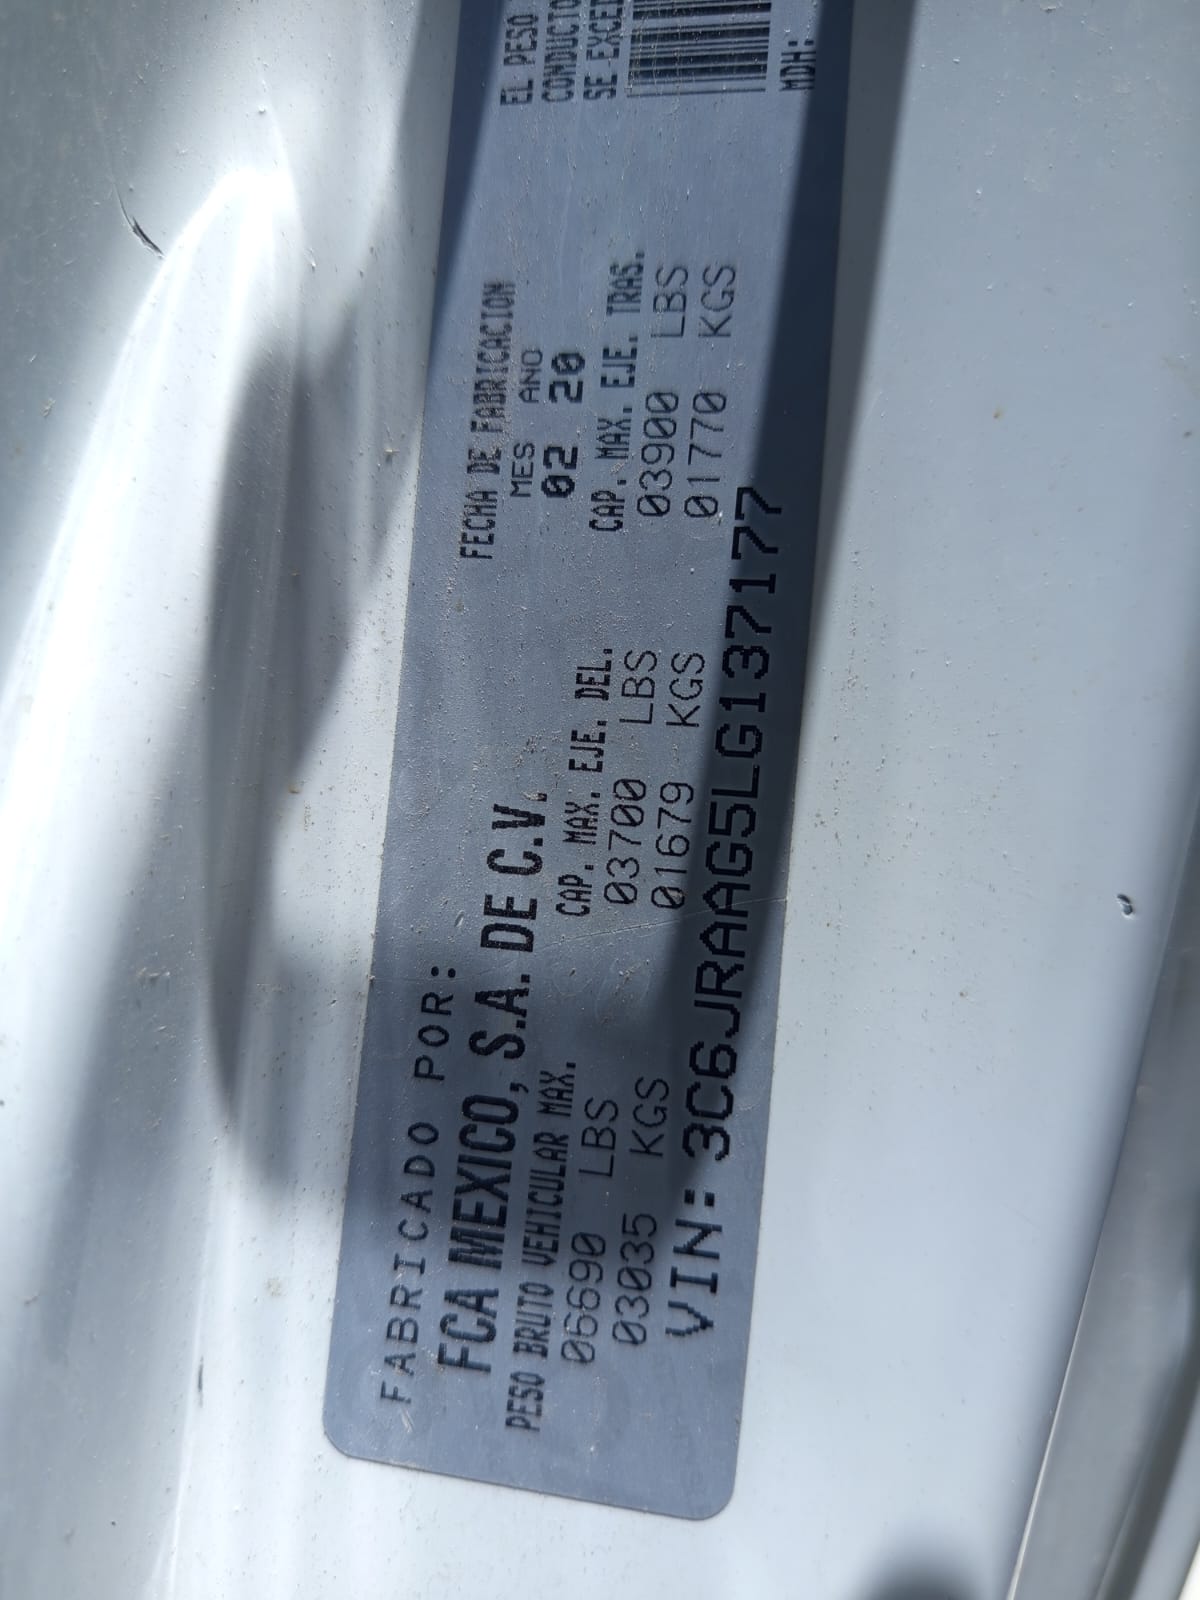 FABRICADO POR:
FCA MEXICO, S.A. DE C.V.
FECHA DE FABRICACION
MES ANO
02 20
PESO BRUTO VEHICULAR MAX.
06690 LBS
03035 KGS
CAP. MAX. EJE. DEL.
03700 LBS
01679 KGS
CAP. MAX. EJE. TRAS.
03900 LBS
01770 KGS
VIN: 3C6JRAAG5LG137177
EL PESO
CONDUCTO
SE EXCED
MDH: